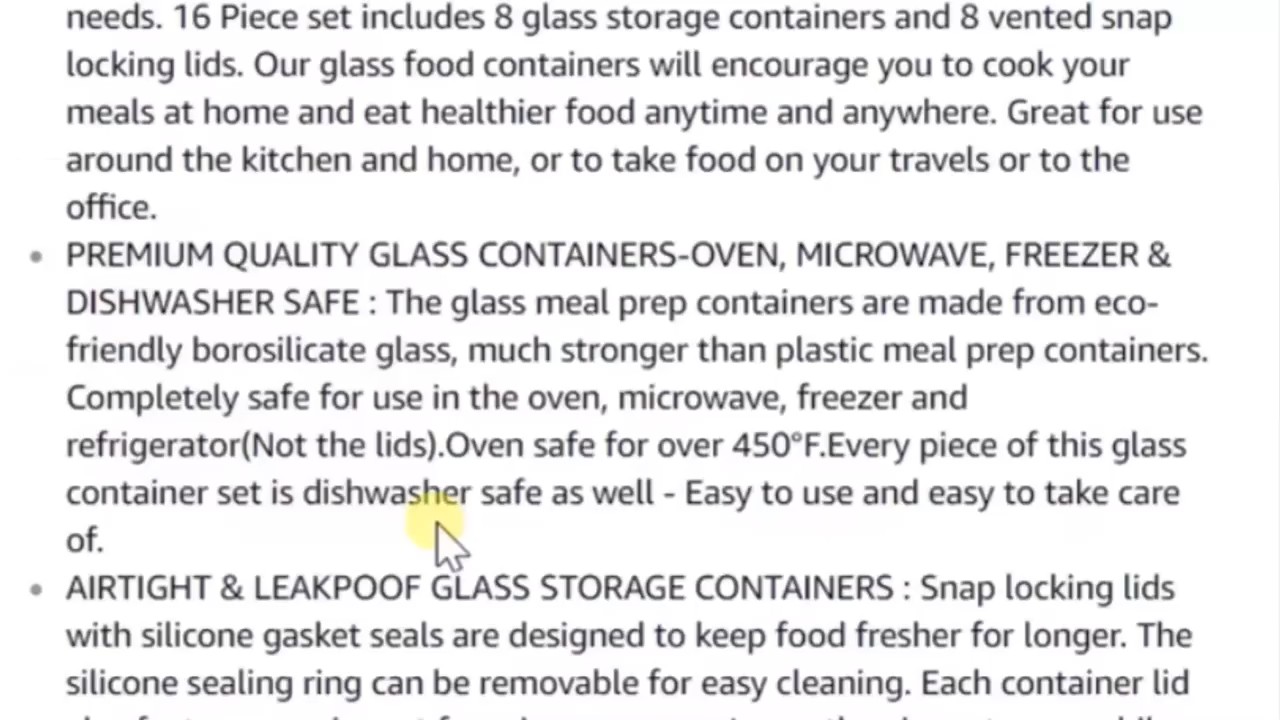 needs. 16 Piece set includes 8 glass storage containers and 8 vented snap
locking lids. Our glass food containers will encourage you to cook your
meals at home and eat healthier food anytime and anywhere. Great for use
around the kitchen and home, or to take food on your travels or to the
office.
PREMIUM QUALITY GLASS CONTAINERS-OVEN, MICROWAVE, FREEZER &
DISHWASHER SAFE : The glass meal prep containers are made from eco-
friendly borosilicate glass, much stronger than plastic meal prep containers.
Completely safe for use in the oven, microwave, freezer and
refrigerator(Not the lids).Oven safe for over 450°F.Every piece of this glass
container set is dishwasher safe as well - Easy to use and easy to take care
of.
AIRTIGHT & LEAKPOOF GLASS STORAGE CONTAINERS : Snap locking lids
with silicone gasket seals are designed to keep food fresher for longer. The
silicone sealing ring can be removable for easy cleaning. Each container lid